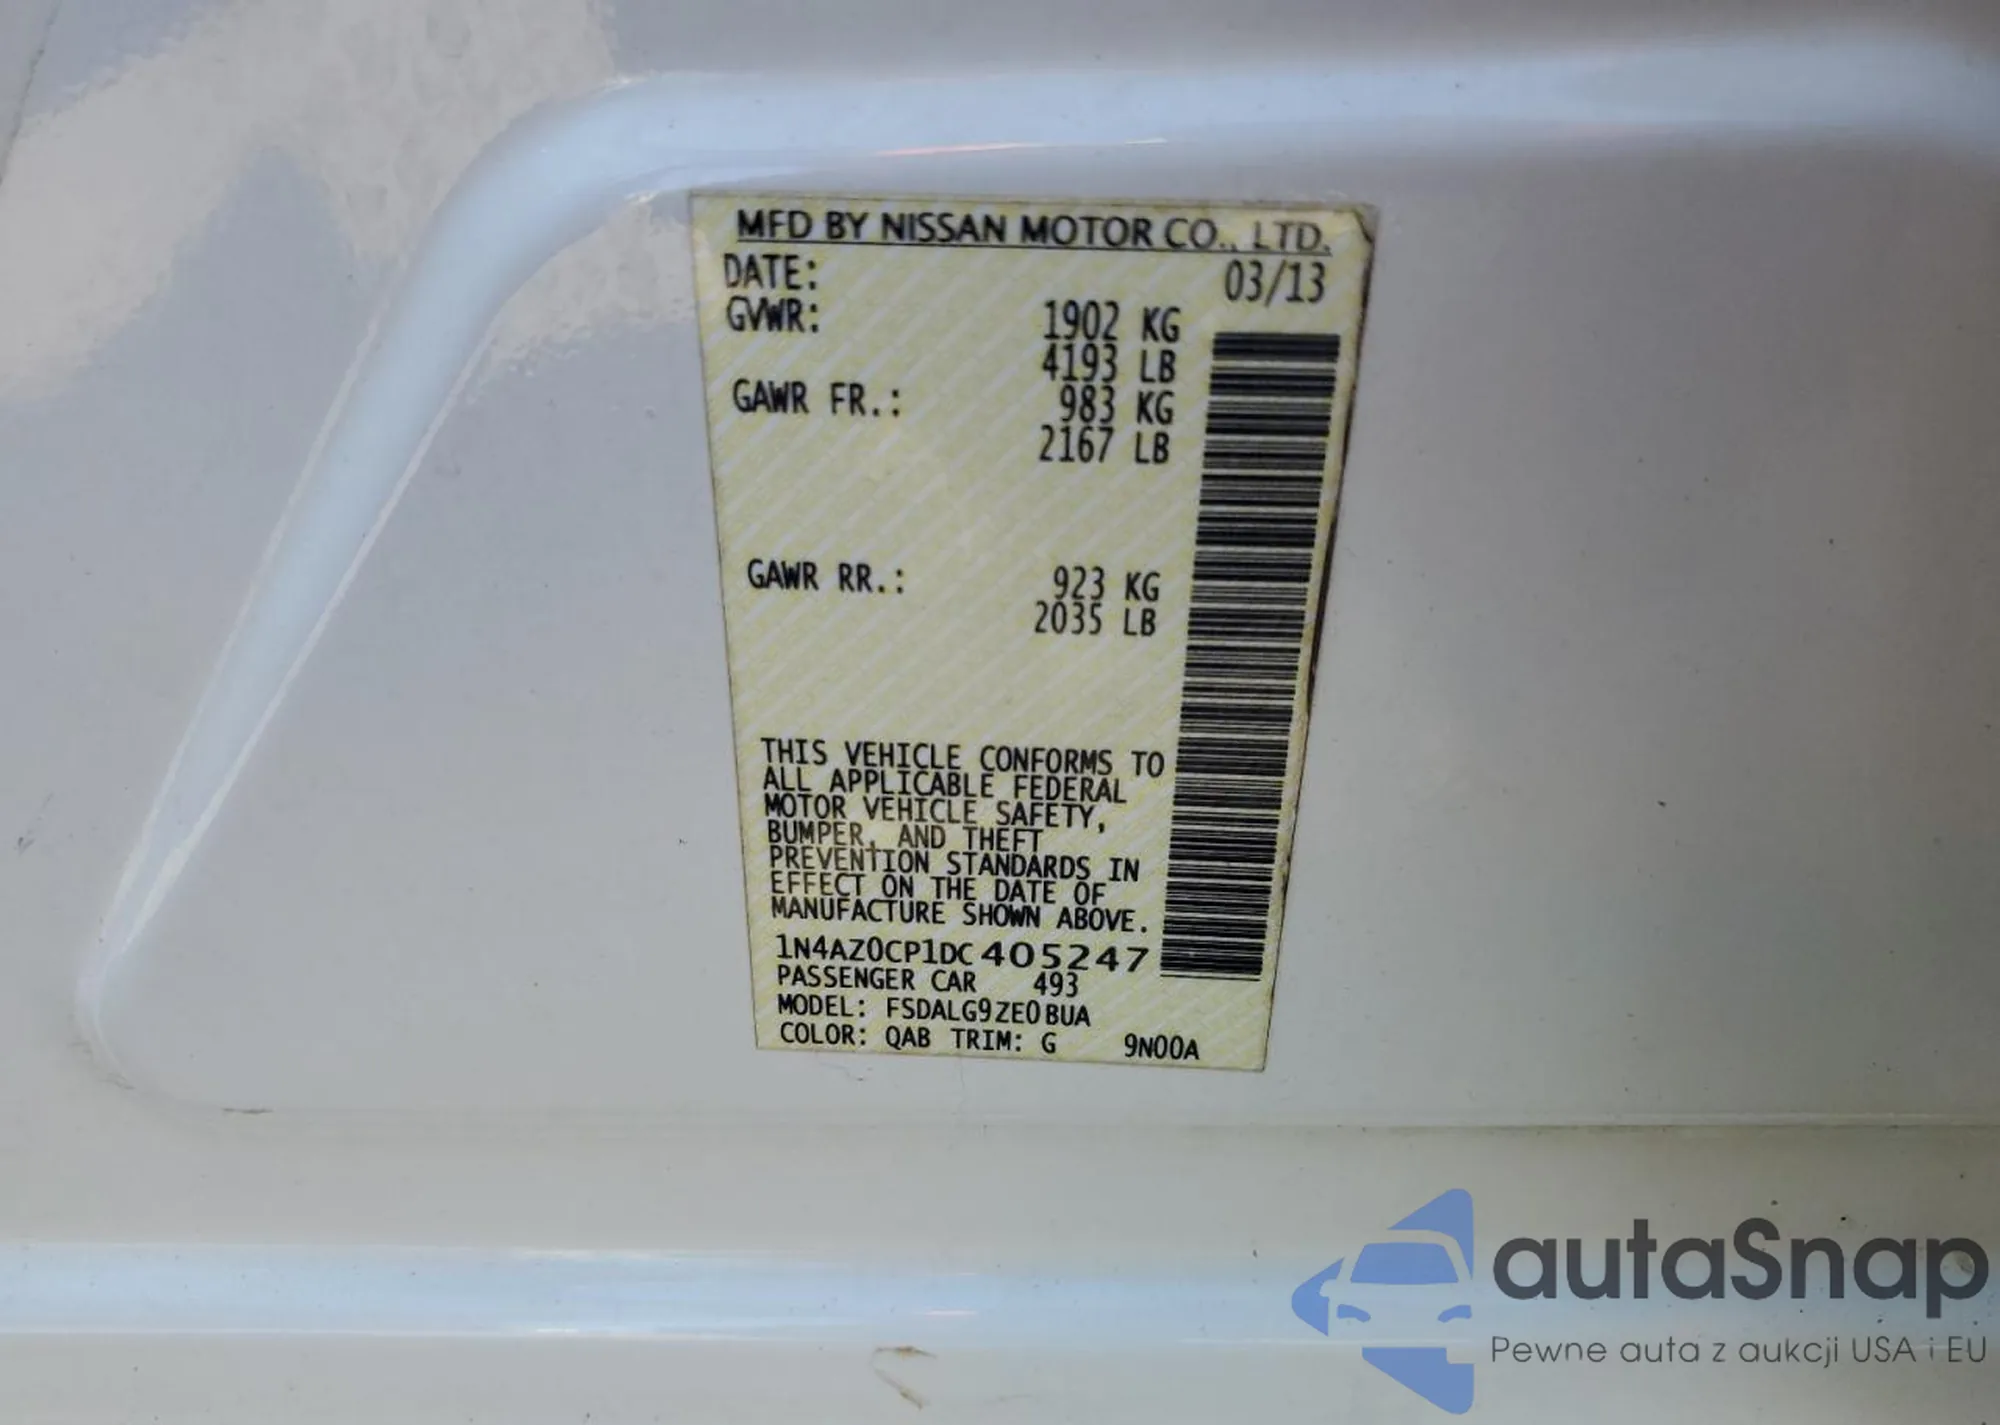 MFD BY NISSAN MOTOR CO., LTD.
DATE: 03/13
GVWR: 1902 KG
4193 LB
GAWR FR.: 983 KG
2167 LB
GAWR RR.: 923 KG
2035 LB
THIS VEHICLE CONFORMS TO
ALL APPLICABLE FEDERAL
MOTOR VEHICLE SAFETY,
BUMPER, AND THEFT
PREVENTION STANDARDS IN
EFFECT ON THE DATE OF
MANUFACTURE SHOWN ABOVE.
1N4AZ0CP1DC405247
PASSENGER CAR 493
MODEL: FSDALG9ZE0BUA
COLOR: QAB TRIM: G 9N00A
autaSnap
Pewne auta z aukcji USA i EU